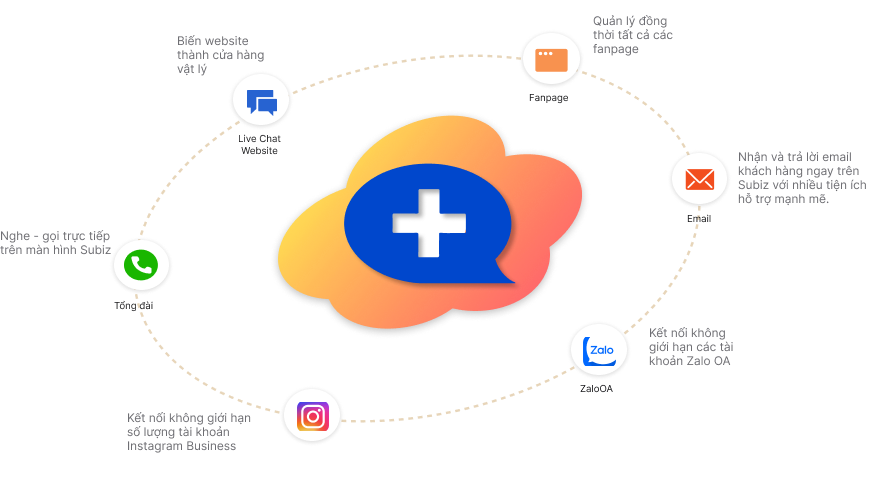 Quản lý đồng
thời tất cả các
fanpage
Fanpage
Biến website
thành cửa hàng
vật lý
Live Chat
Website
Nhận và trả lời email
khách hàng ngay trên
Subiz với nhiều tiện ích
hỗ trợ mạnh mẽ.
Email
Nghe - gọi trực tiếp
trên màn hình Subiz
Tổng đài
Kết nối không
giới hạn các tài
khoản Zalo OA
Zalo
ZaloOA
Kết nối không giới hạn
số lượng tài khoản
Instagram Business